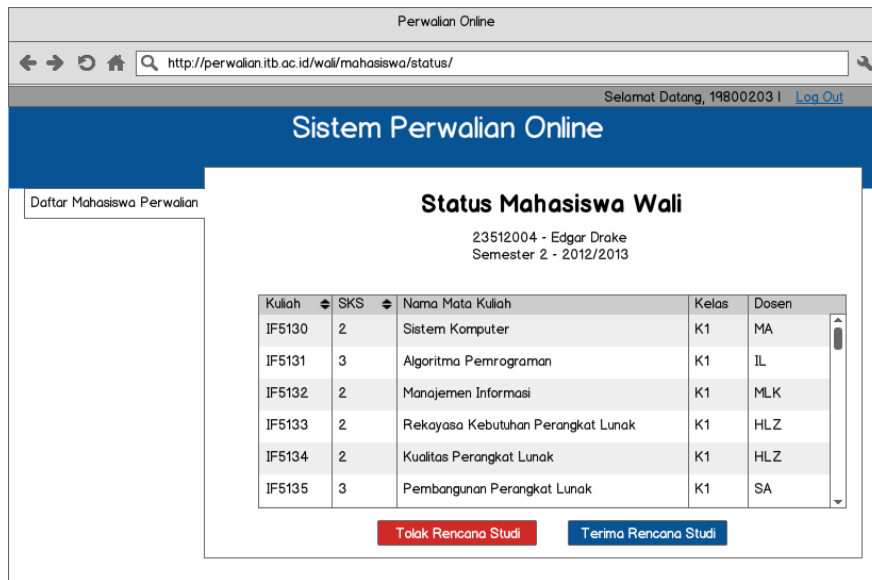 Perwalian Online
http://perwalian.itb.ac.id/wali/mahasiswa/status/
Selamat Datang, 19800203 | Log Out
Sistem Perwalian Online
Daftar Mahasiswa Perwalian
Status Mahasiswa Wali
23512004 - Edgar Drake
Semester 2 - 2012/2013
Kuliah SKS Nama Mata Kuliah Kelas Dosen
IF5130 2 Sistem Komputer K1 MA
IF5131 3 Algoritma Pemrograman K1 IL
IF5132 2 Manajemen Informasi K1 MLK
IF5133 2 Rekayasa Kebutuhan Perangkat Lunak K1 HLZ
IF5134 2 Kualitas Perangkat Lunak K1 HLZ
IF5135 3 Pembangunan Perangkat Lunak K1 SA
Tolak Rencana Studi Terima Rencana Studi